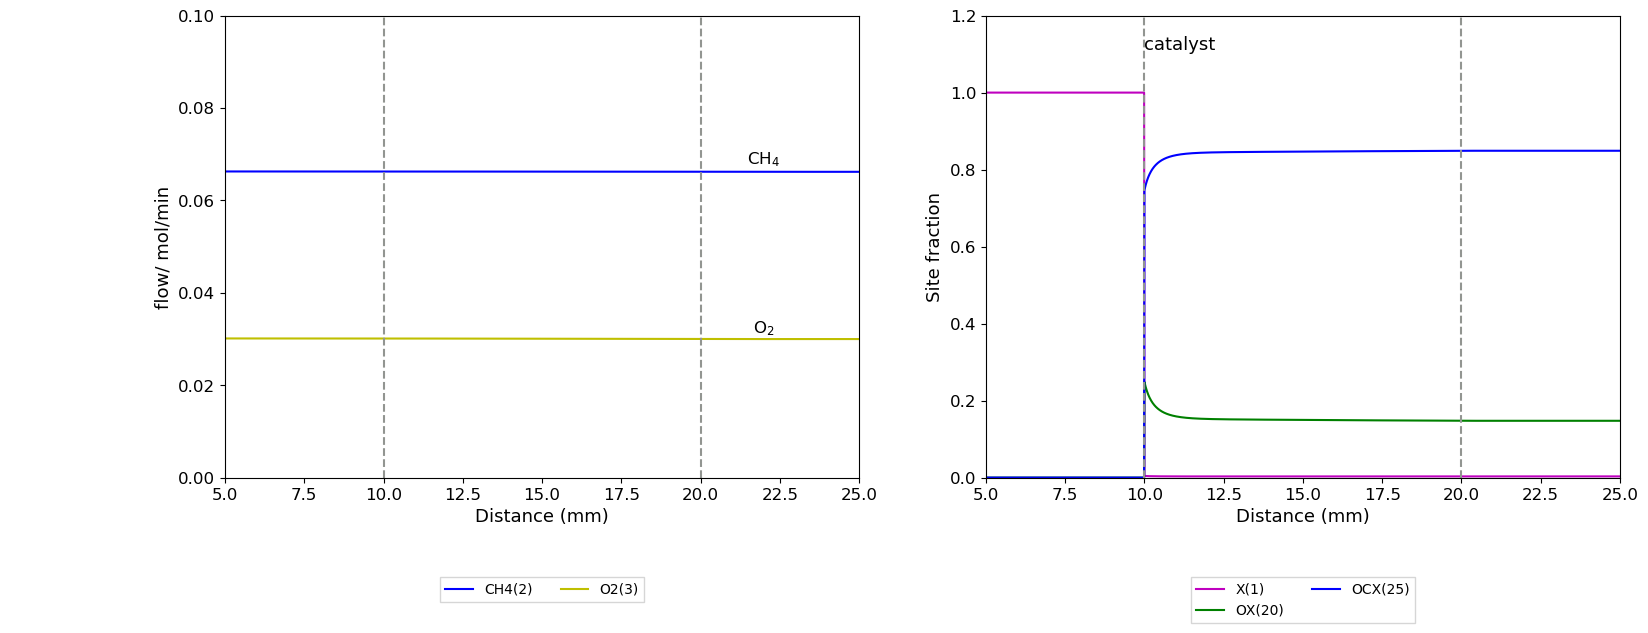 0.10
0.08
0.06
0.04
0.02
0.00
flow/ mol/min
CH4
O2
5.0 7.5 10.0 12.5 15.0 17.5 20.0 22.5 25.0
Distance (mm)
CH4(2) O2(3)
1.2
1.0
0.8
0.6
0.4
0.2
0.0
Site fraction
catalyst
5.0 7.5 10.0 12.5 15.0 17.5 20.0 22.5 25.0
Distance (mm)
X(1) OCX(25)
OX(20)